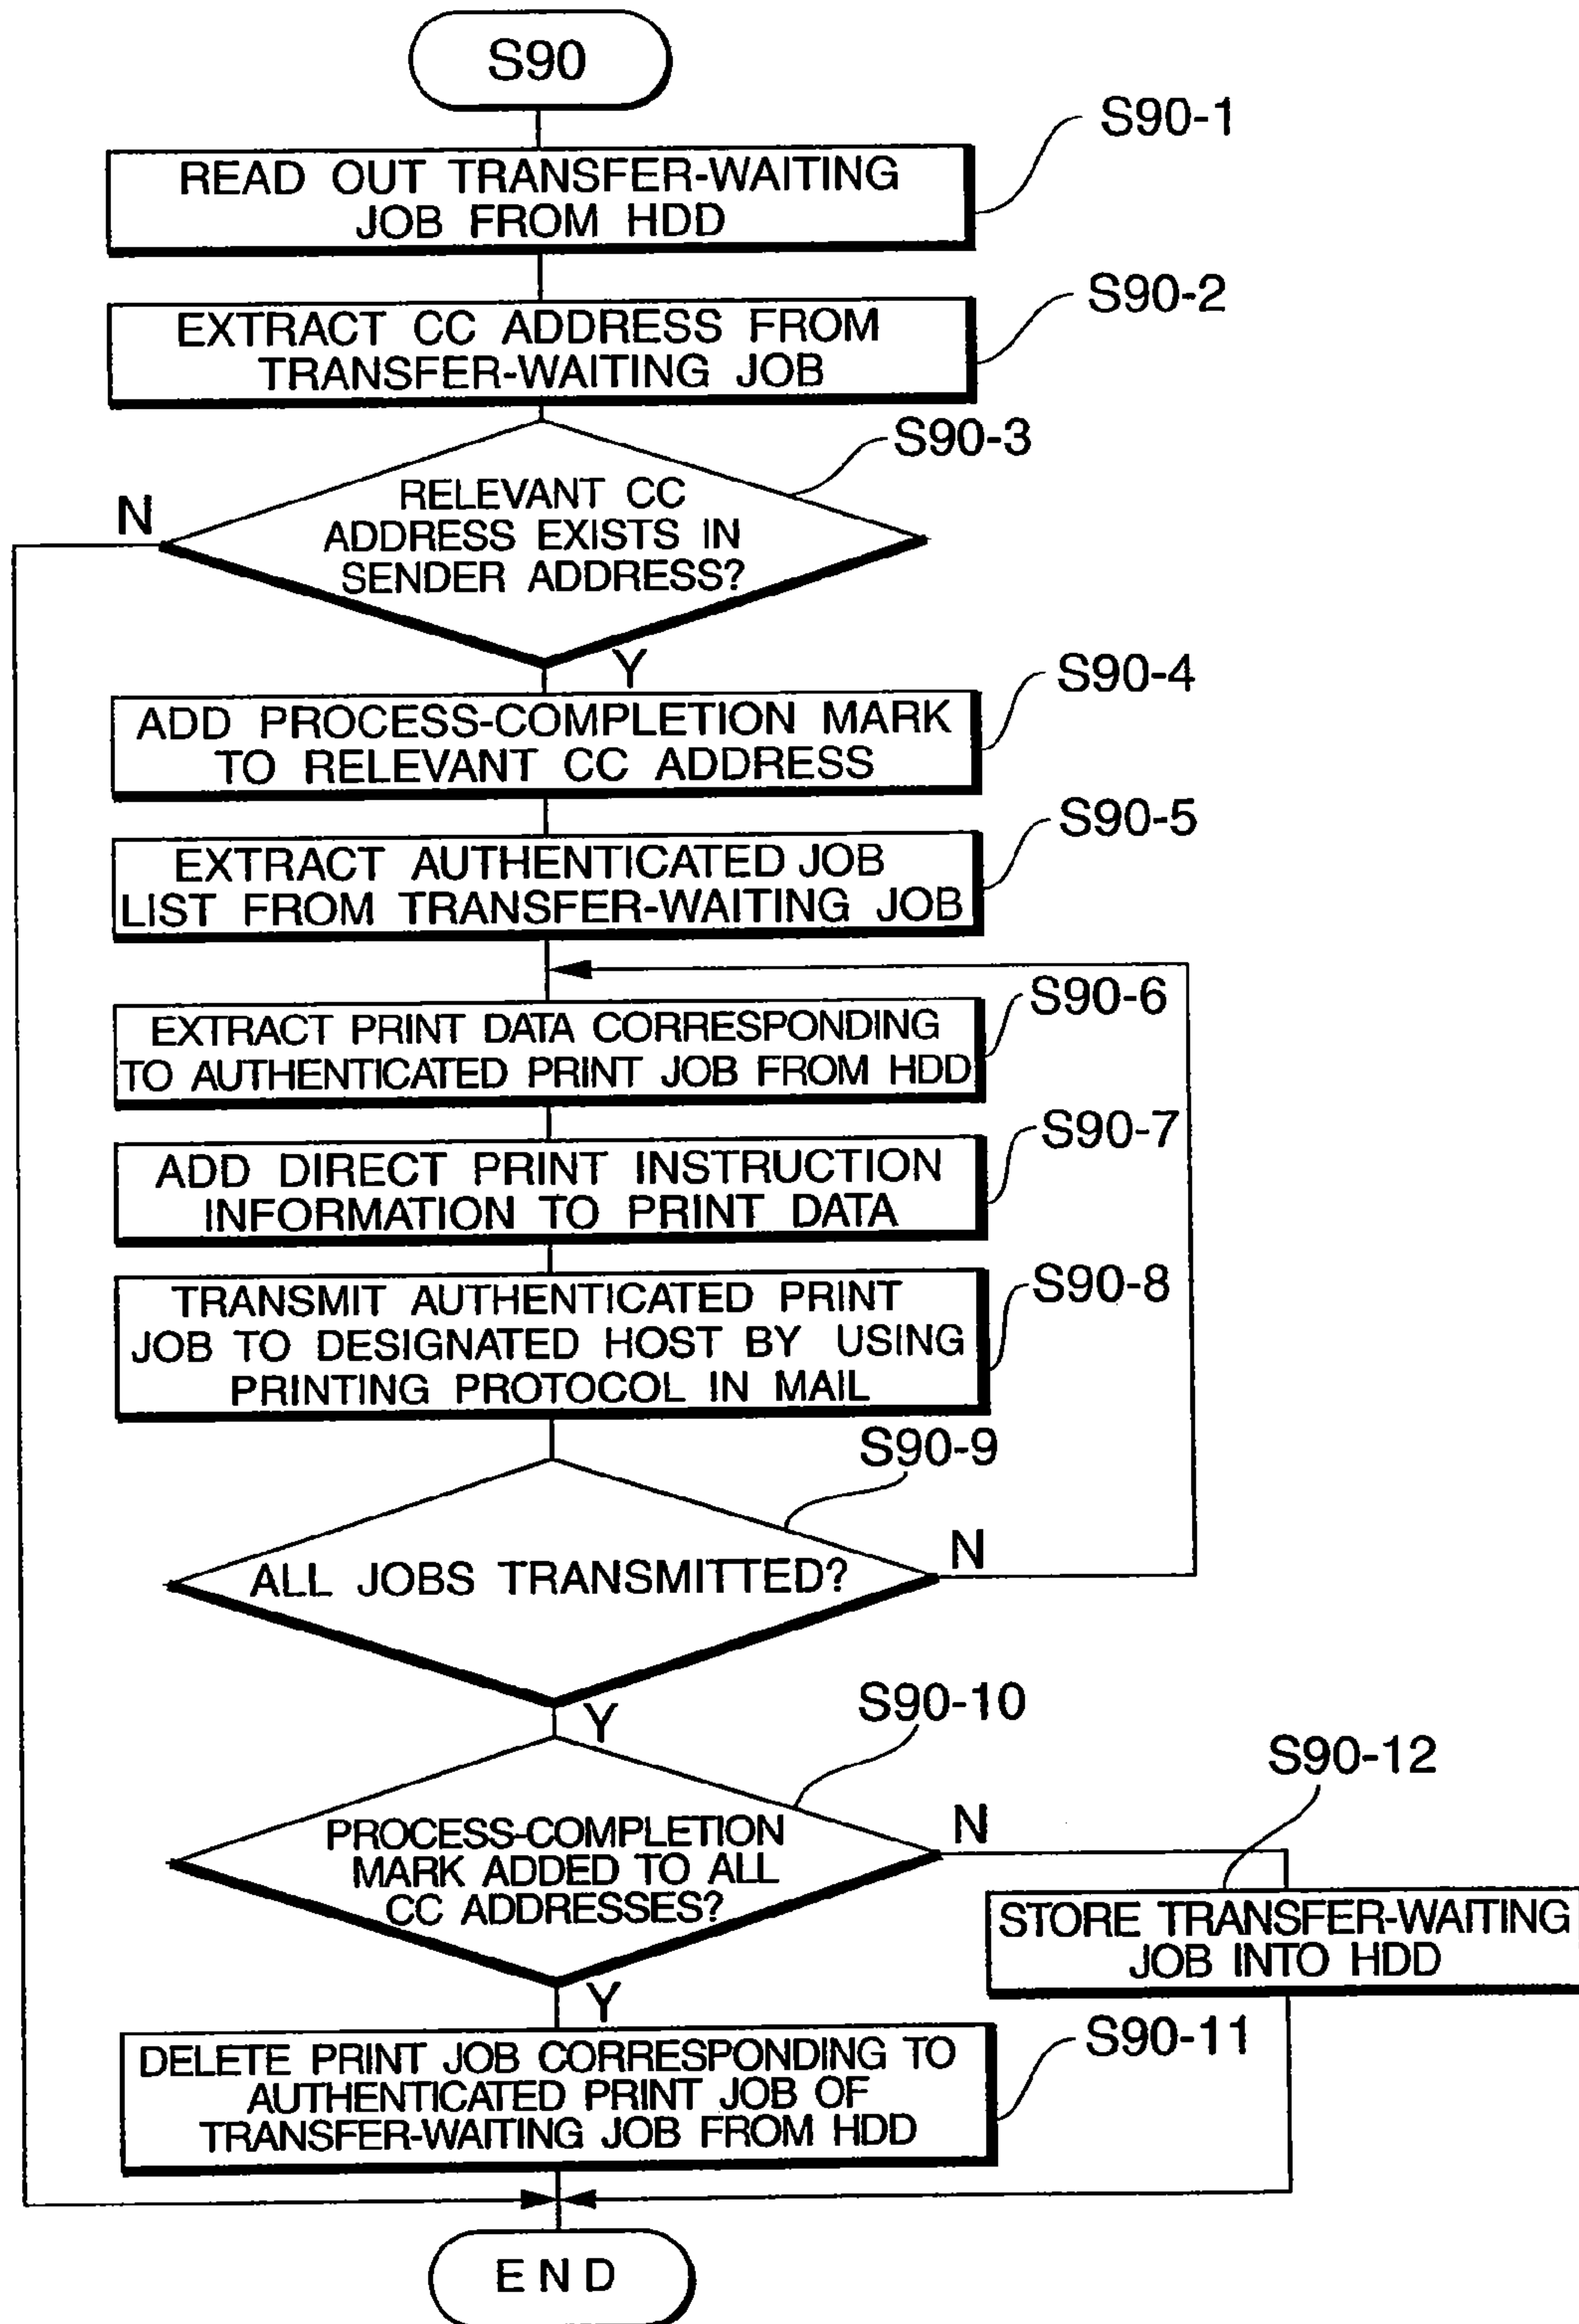 S90
S90-1
READ OUT TRANSFER-WAITING
JOB FROM HDD
S90-2
EXTRACT CC ADDRESS FROM
TRANSFER-WAITING JOB
S90-3
RELEVANT CC
ADDRESS EXISTS IN
SENDER ADDRESS?
N
Y
S90-4
ADD PROCESS-COMPLETION MARK
TO RELEVANT CC ADDRESS
S90-5
EXTRACT AUTHENTICATED JOB
LIST FROM TRANSFER-WAITING JOB
S90-6
EXTRACT PRINT DATA CORRESPONDING
TO AUTHENTICATED PRINT JOB FROM HDD
S90-7
ADD DIRECT PRINT INSTRUCTION
INFORMATION TO PRINT DATA
S90-8
TRANSMIT AUTHENTICATED PRINT
JOB TO DESIGNATED HOST BY USING
PRINTING PROTOCOL IN MAIL
S90-9
ALL JOBS TRANSMITTED?
N
Y
S90-10
PROCESS-COMPLETION
MARK ADDED TO ALL
CC ADDRESSES?
N
Y
S90-12
STORE TRANSFER-WAITING
JOB INTO HDD
S90-11
DELETE PRINT JOB CORRESPONDING TO
AUTHENTICATED PRINT JOB OF
TRANSFER-WAITING JOB FROM HDD
END